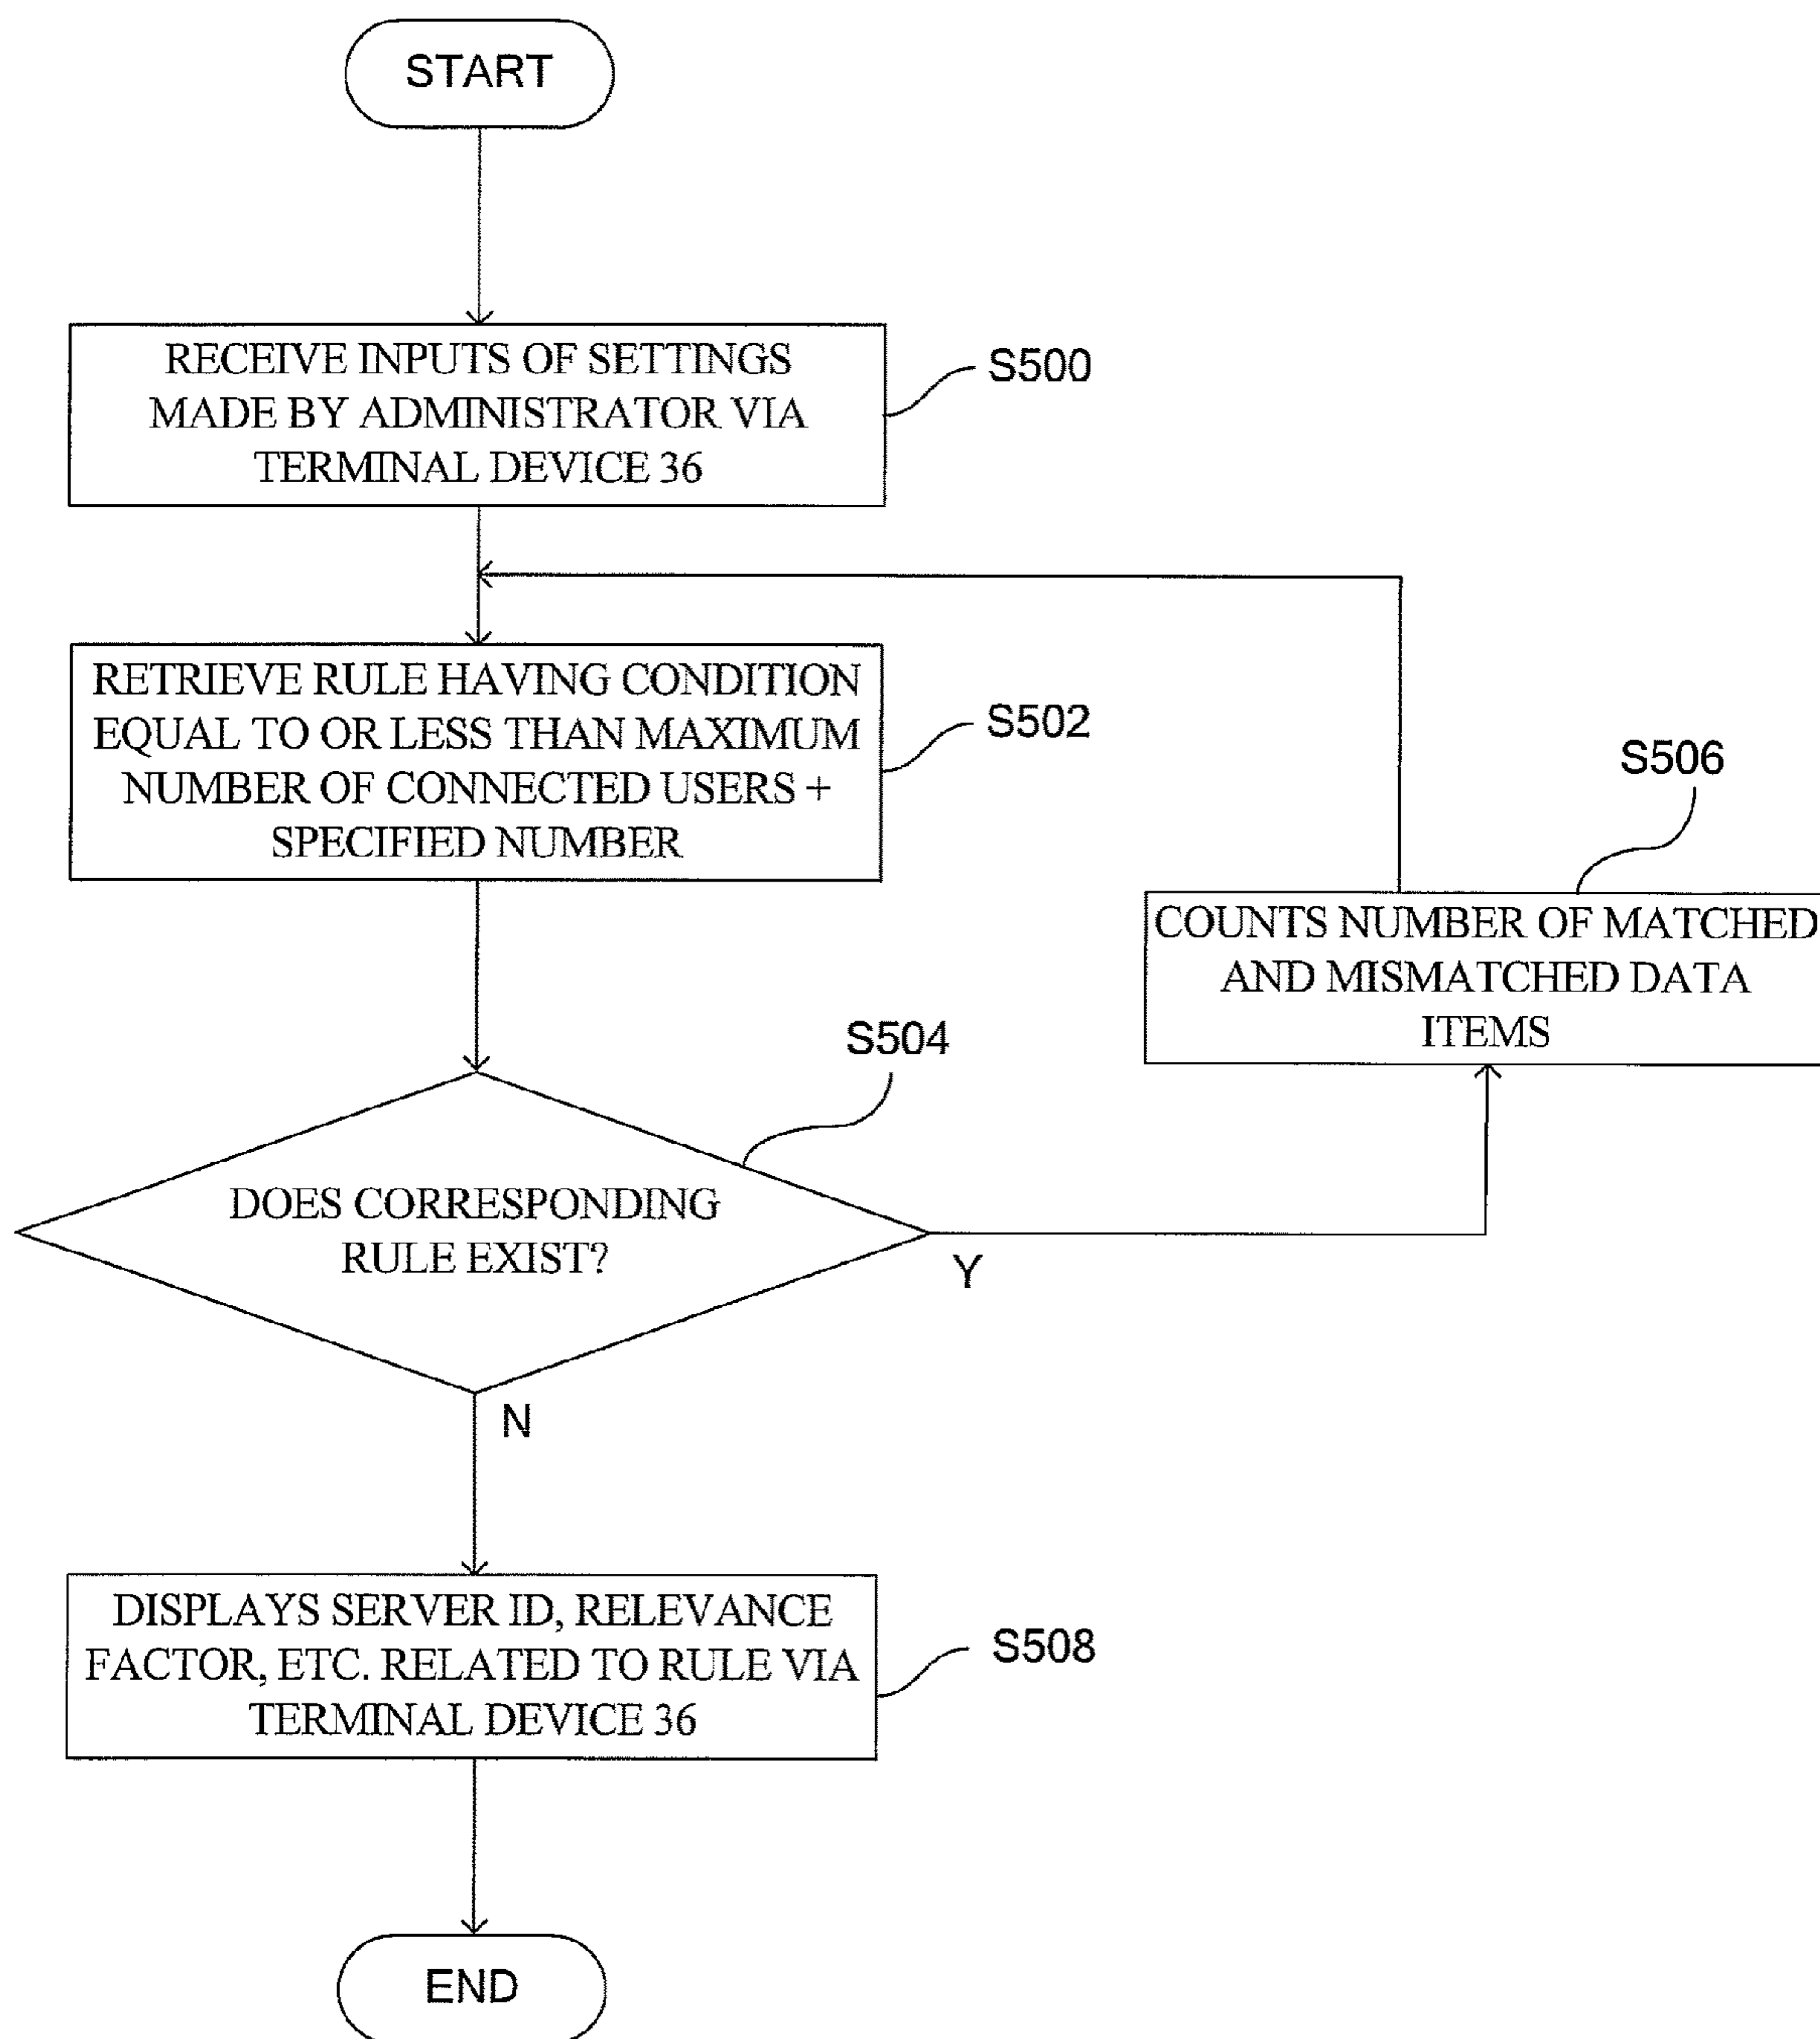 START
RECEIVE INPUTS OF SETTINGS
MADE BY ADMINISTRATOR VIA
TERMINAL DEVICE 36
S500
RETRIEVE RULE HAVING CONDITION
EQUAL TO OR LESS THAN MAXIMUM
NUMBER OF CONNECTED USERS +
SPECIFIED NUMBER
S502
S506
COUNTS NUMBER OF MATCHED
AND MISMATCHED DATA
ITEMS
S504
DOES CORRESPONDING
RULE EXIST?
Y
N
DISPLAYS SERVER ID, RELEVANCE
FACTOR, ETC. RELATED TO RULE VIA
TERMINAL DEVICE 36
S508
END